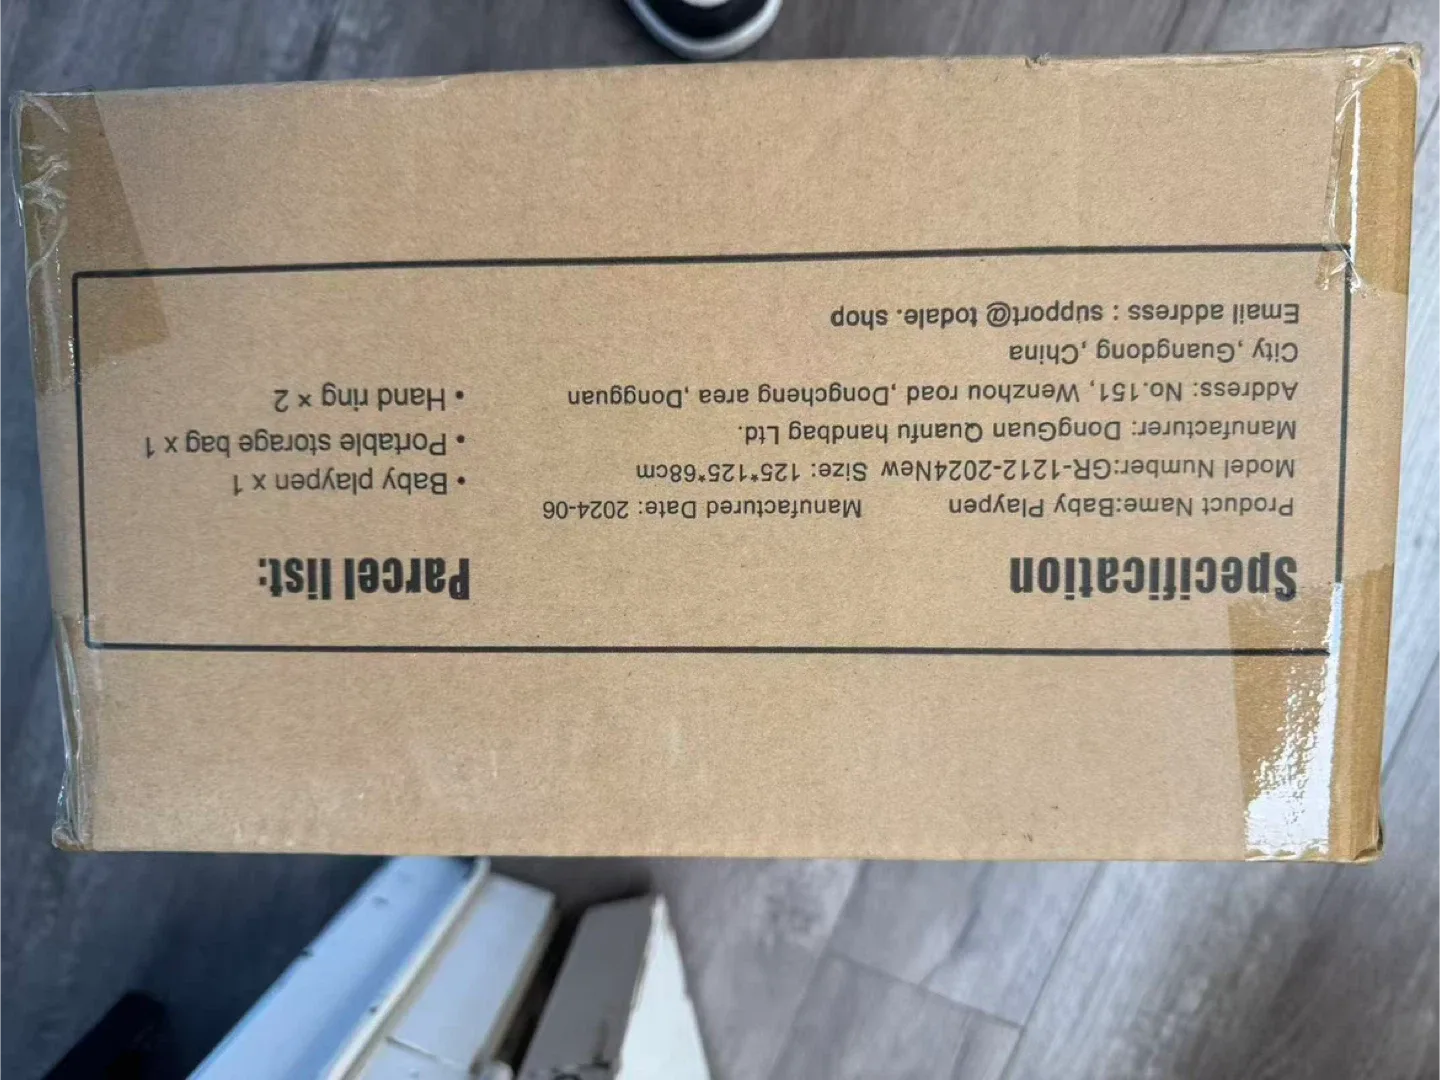 Specification
Product Name:Baby Playpen Manufactured Date: 2024-06
Model Number:GR-1212-2024New Size: 125*125*68cm
Manufacturer: DongGuan Quanfu handbag Ltd.
Address: No.151, Wenzhou road ,Dongcheng area ,Dongguan
City ,Guangdong ,China
Email address : support@ todale. shop
Parcel list:
• Baby playpen x 1
• Portable storage bag x 1
• Hand ring × 2